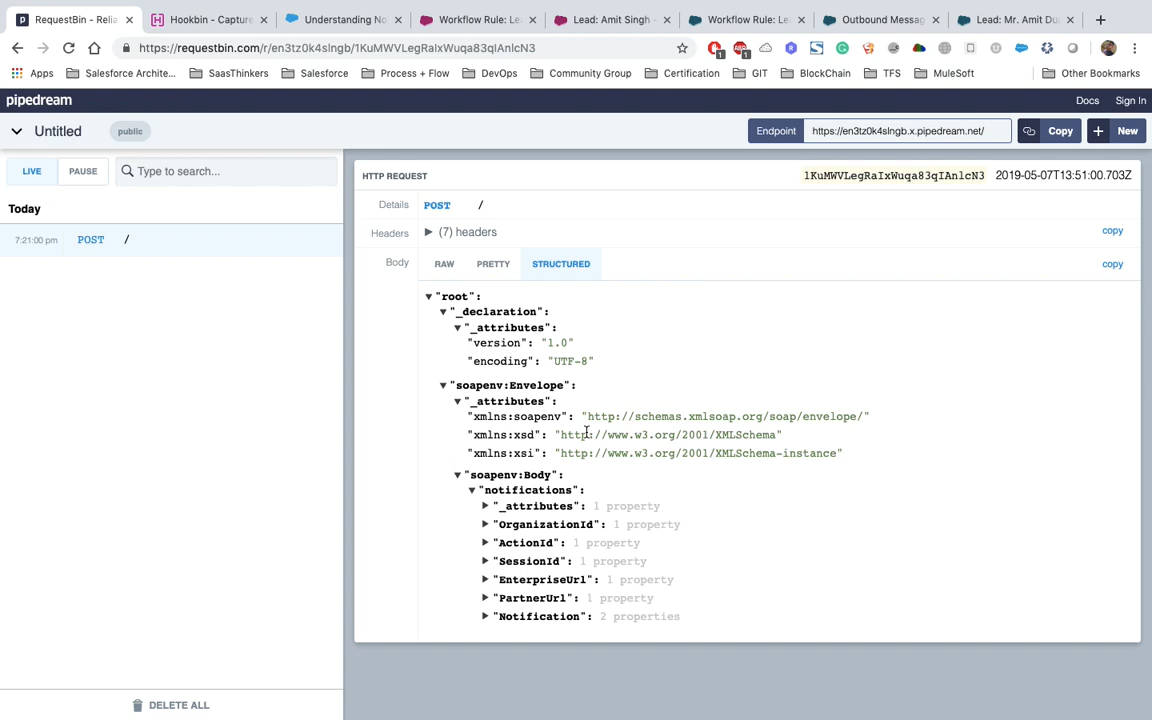 RequestBin - Relia
Hookbin - Capture
Understanding No
Workflow Rule: Le
Lead: Amit Singh -
Workflow Rule: Le
Outbound Messag
Lead: Mr. Amit Du
https://requestbin.com/r/en3tz0k4slngb/1KuMWVLegRaIxWuqa83qIAnlcN3
Apps
Salesforce Archite...
SaasThinkers
Salesforce
Process + Flow
DevOps
Community Group
Certification
GIT
BlockChain
TFS
MuleSoft
Other Bookmarks
pipedream
Docs
Sign In
Untitled
public
Endpoint
https://en3tz0k4slngb.x.pipedream.net/
Copy
New
LIVE
PAUSE
Type to search...
HTTP REQUEST
1KuMWVLegRaIxWuqa83qIAnlcN3
2019-05-07T13:51:00.703Z
Today
7:21:00 pm POST /
Details POST /
Headers (7) headers copy
Body RAW PRETTY STRUCTURED copy
"root":
"_declaration":
"_attributes":
"version": "1.0"
"encoding": "UTF-8"
"soapenv:Envelope":
"_attributes":
"xmlns:soapenv": "http://schemas.xmlsoap.org/soap/envelope/"
"xmlns:xsd": "http://www.w3.org/2001/XMLSchema"
"xmlns:xsi": "http://www.w3.org/2001/XMLSchema-instance"
"soapenv:Body":
"notifications":
"_attributes": 1 property
"OrganizationId": 1 property
"ActionId": 1 property
"SessionId": 1 property
"EnterpriseUrl": 1 property
"PartnerUrl": 1 property
"Notification": 2 properties
DELETE ALL